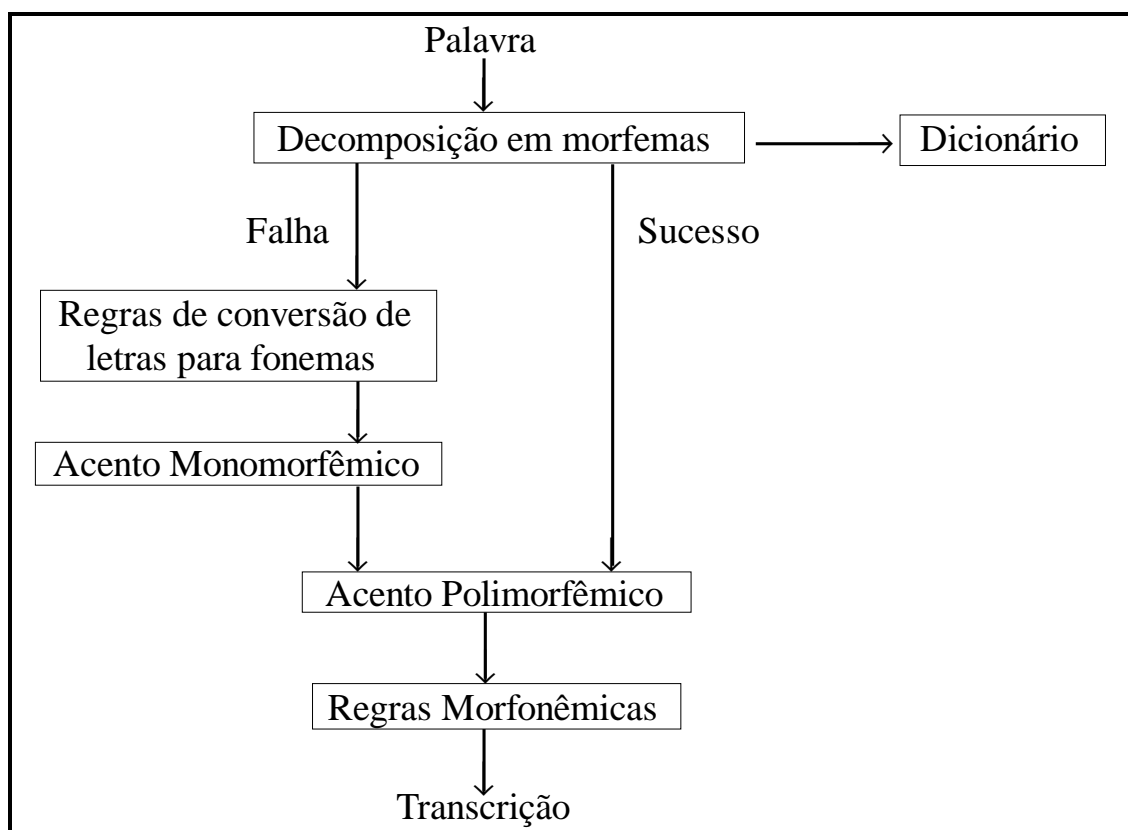 Palavra
Decomposição em morfemas
Dicionário
Falha
Sucesso
Regras de conversão de
letras para fonemas
Acento Monomorfêmico
Acento Polimorfêmico
Regras Morfonêmicas
Transcrição